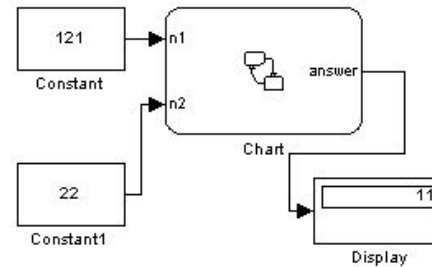 121
Constant
n1
n2
answer
Chart
22
Constant1
11
Display